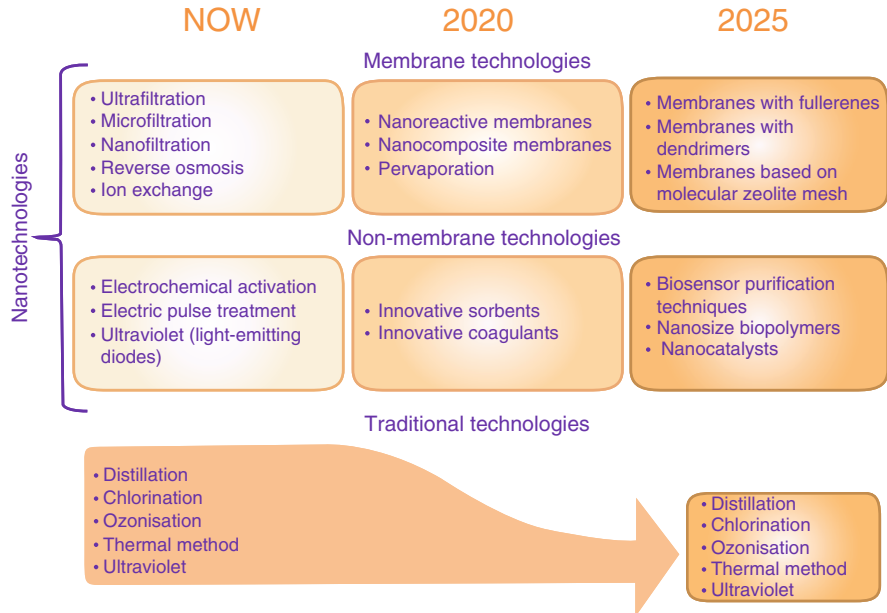 NOW
2020
2025
Membrane technologies
Nanotechnologies
• Ultrafiltration
• Microfiltration
• Nanofiltration
• Reverse osmosis
• Ion exchange
• Nanoreactive membranes
• Nanocomposite membranes
• Pervaporation
• Membranes with fullerenes
• Membranes with
dendrimers
• Membranes based on
molecular zeolite mesh
Non-membrane technologies
• Electrochemical activation
• Electric pulse treatment
• Ultraviolet (light-emitting
diodes)
• Innovative sorbents
• Innovative coagulants
• Biosensor purification
techniques
• Nanosize biopolymers
• Nanocatalysts
Traditional technologies
• Distillation
• Chlorination
• Ozonisation
• Thermal method
• Ultraviolet
• Distillation
• Chlorination
• Ozonisation
• Thermal method
• Ultraviolet